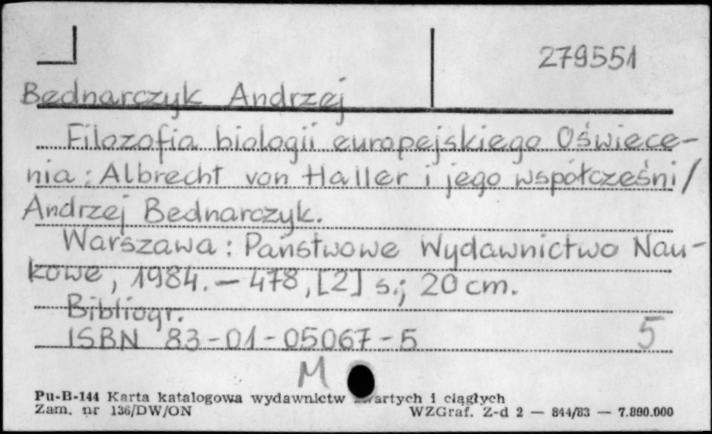 279551
Bednarczyk Andrzej
Filozofia biologii europejskiego Oświece-
nia : Albrecht von Haller i jego współcześni /
Andrzej Bednarczyk.
Warszawa : Państwowe Wydawnictwo Nau-
kowe, 1984. — 478, [2] s.; 20 cm.
Bibliogr.
ISBN 83-01-05067-5 5
M
Pu-B-144 Karta katalogowa wydawnictw zwartych i ciągłych
Zam. nr 136/DW/ON WZGraf. Z-d 2 — 844/83 — 7.890.000